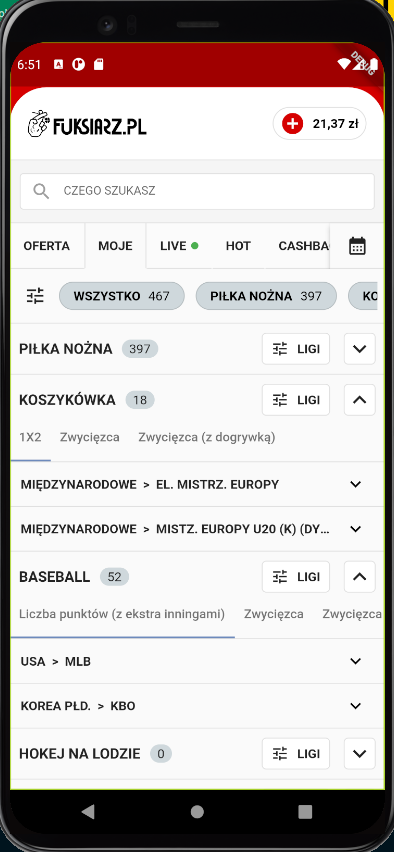 6:51
DEBUG
FUKSIARZ.PL
21,37 zł
CZEGO SZUKASZ
OFERTA MOJE LIVE HOT CASHBA
WSZYSTKO 467 PIŁKA NOŻNA 397 KO
PIŁKA NOŻNA 397 LIGI
KOSZYKÓWKA 18 LIGI
1X2 Zwycięzca Zwycięzca (z dogrywką)
MIĘDZYNARODOWE > EL. MISTRZ. EUROPY
MIĘDZYNARODOWE > MISTZ. EUROPY U20 (K) (DY...
BASEBALL 52 LIGI
Liczba punktów (z ekstra inningami) Zwycięzca Zwycięzca
USA > MLB
KOREA PŁD. > KBO
HOKEJ NA LODZIE 0 LIGI